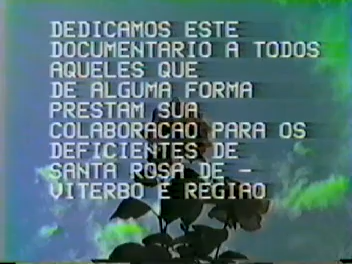 DEDICAMOS ESTE
DOCUMENTARIO A TODOS
AQUELES QUE
DE ALGUMA FORMA
PRESTAM SUA
COLABORACAO PARA OS
DEFICIENTES DE
SANTA ROSA DE -
VITERBO E REGIAO